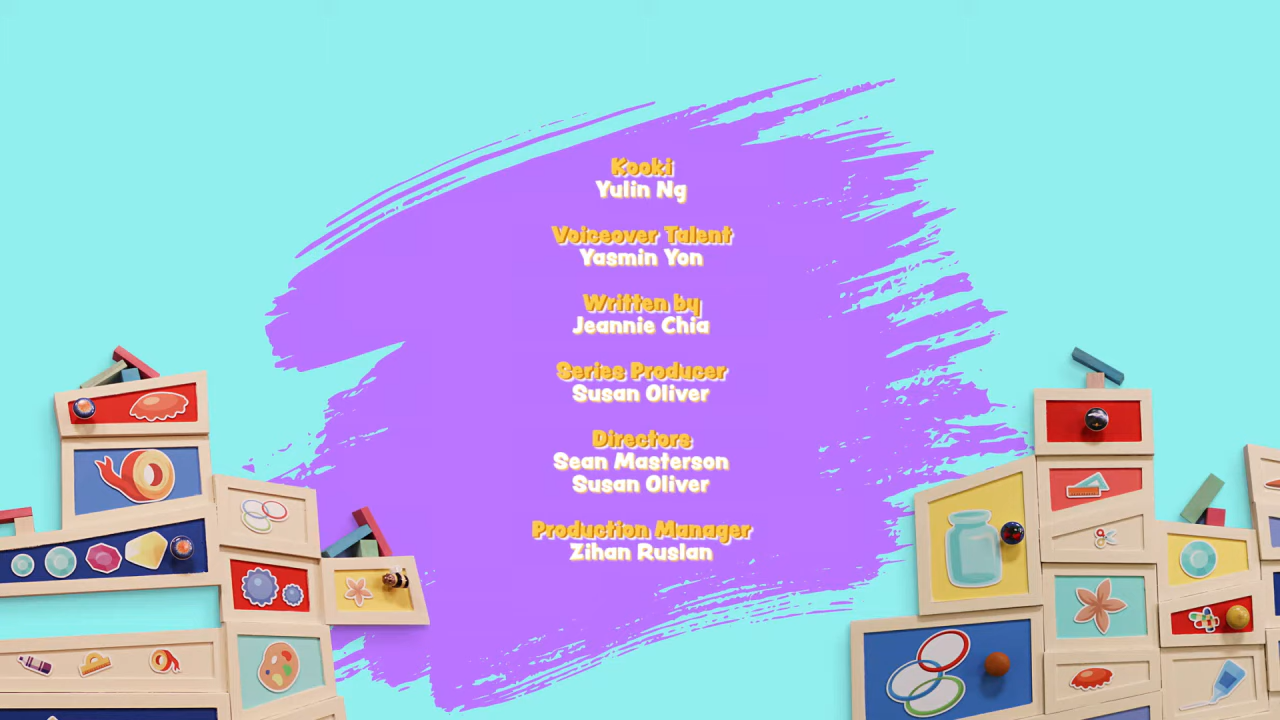 Kooki
Yulin Ng
Voiceover Talent
Yasmin Yon
Written by
Jeannie Chia
Series Producer
Susan Oliver
Directors
Sean Masterson
Susan Oliver
Production Manager
Zihan Ruslan